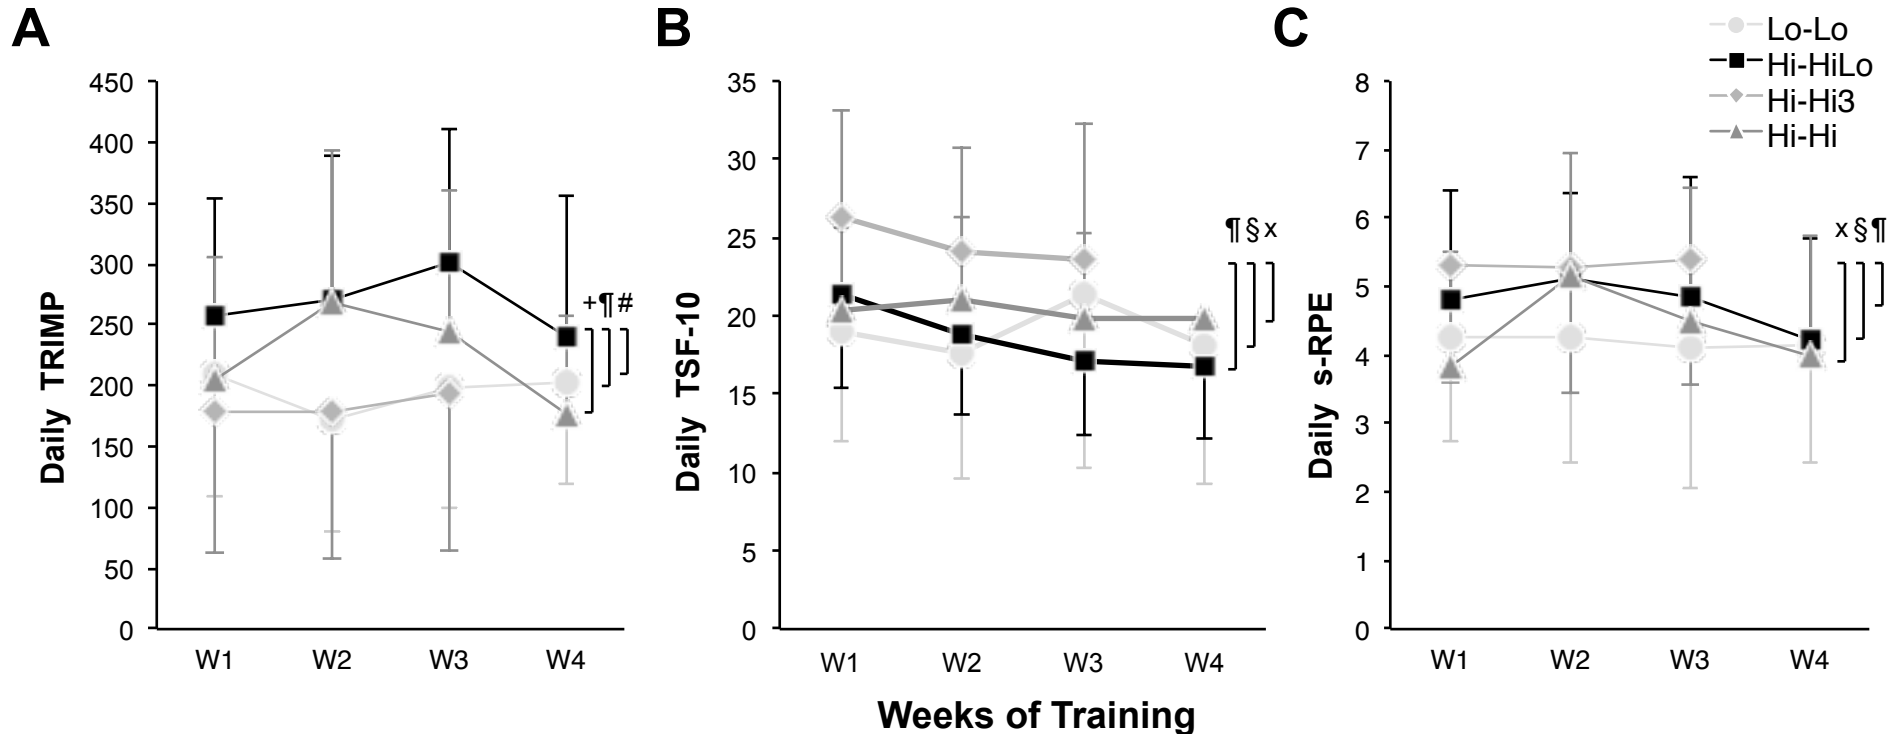 A
B
C
Lo-Lo
Hi-HiLo
Hi-Hi3
Hi-Hi
Daily TRIMP
450
400
350
300
250
200
150
100
50
0
+¶#
W1 W2 W3 W4
Daily TSF-10
35
30
25
20
15
10
5
0
¶§x
W1 W2 W3 W4
Daily s-RPE
8
7
6
5
4
3
2
1
0
x§¶
W1 W2 W3 W4
Weeks of Training